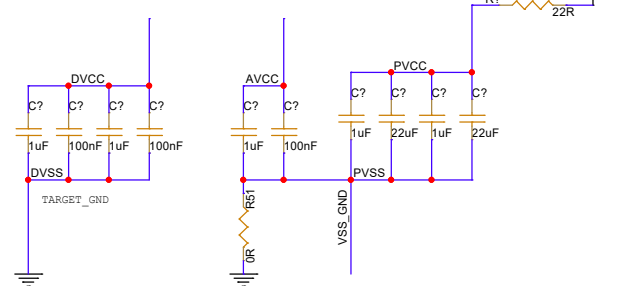 R?
22R
DVCC
AVCC
PVCC
C?
C?
C?
C?
C?
C?
C?
C?
C?
C?
1uF
100nF
1uF
100nF
1uF
100nF
1uF
22uF
1uF
22uF
DVSS
PVSS
TARGET_GND
R51
0R
VSS_GND